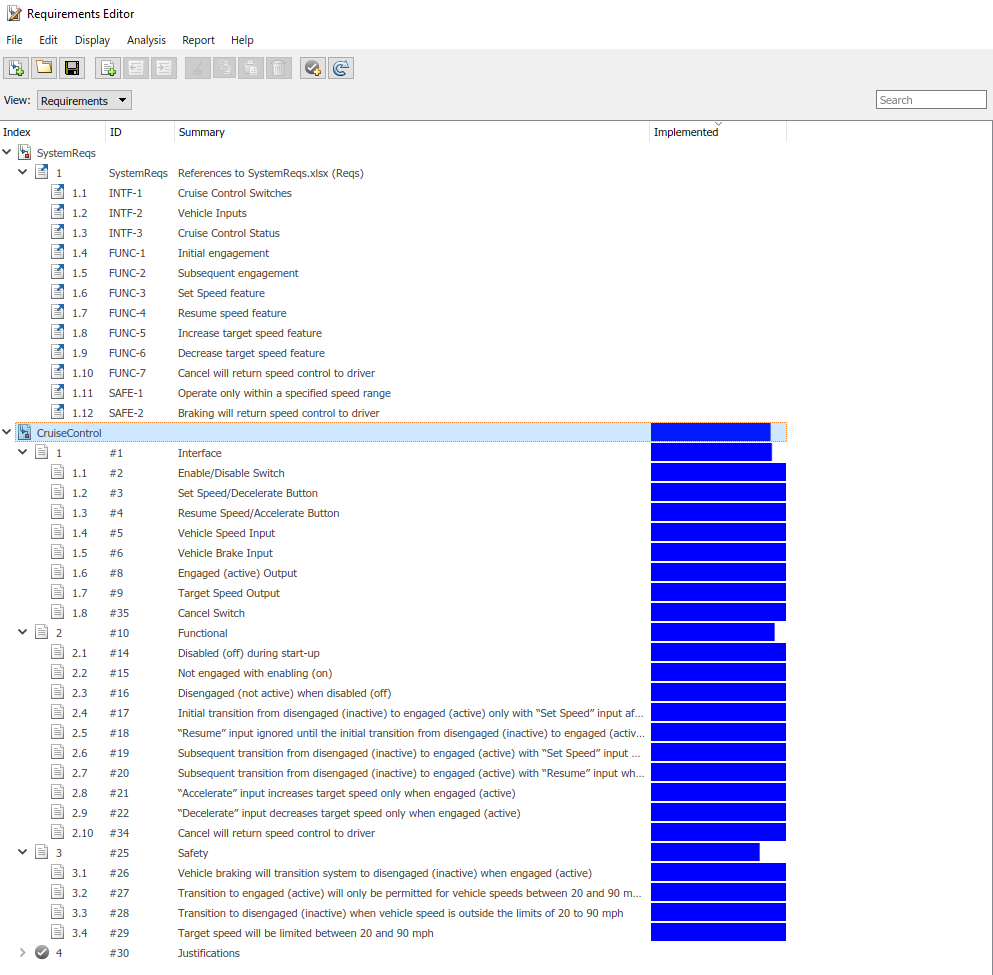 Requirements Editor
File Edit Display Analysis Report Help
View: Requirements Search
Index ID Summary Implemented
SystemReqs
1 SystemReqs References to SystemReqs.xlsx (Reqs)
1.1 INTF-1 Cruise Control Switches
1.2 INTF-2 Vehicle Inputs
1.3 INTF-3 Cruise Control Status
1.4 FUNC-1 Initial engagement
1.5 FUNC-2 Subsequent engagement
1.6 FUNC-3 Set Speed feature
1.7 FUNC-4 Resume speed feature
1.8 FUNC-5 Increase target speed feature
1.9 FUNC-6 Decrease target speed feature
1.10 FUNC-7 Cancel will return speed control to driver
1.11 SAFE-1 Operate only within a specified speed range
1.12 SAFE-2 Braking will return speed control to driver
CruiseControl
1 #1 Interface
1.1 #2 Enable/Disable Switch
1.2 #3 Set Speed/Decelerate Button
1.3 #4 Resume Speed/Accelerate Button
1.4 #5 Vehicle Speed Input
1.5 #6 Vehicle Brake Input
1.6 #8 Engaged (active) Output
1.7 #9 Target Speed Output
1.8 #35 Cancel Switch
2 #10 Functional
2.1 #14 Disabled (off) during start-up
2.2 #15 Not engaged with enabling (on)
2.3 #16 Disengaged (not active) when disabled (off)
2.4 #17 Initial transition from disengaged (inactive) to engaged (active) only with “Set Speed” input af...
2.5 #18 “Resume” input ignored until the initial transition from disengaged (inactive) to engaged (activ...
2.6 #19 Subsequent transition from disengaged (inactive) to engaged (active) with “Set Speed” input ...
2.7 #20 Subsequent transition from disengaged (inactive) to engaged (active) with “Resume” input wh...
2.8 #21 “Accelerate” input increases target speed only when engaged (active)
2.9 #22 “Decelerate” input decreases target speed only when engaged (active)
2.10 #34 Cancel will return speed control to driver
3 #25 Safety
3.1 #26 Vehicle braking will transition system to disengaged (inactive) when engaged (active)
3.2 #27 Transition to engaged (active) will only be permitted for vehicle speeds between 20 and 90 m...
3.3 #28 Transition to disengaged (inactive) when vehicle speed is outside the limits of 20 to 90 mph
3.4 #29 Target speed will be limited between 20 and 90 mph
4 #30 Justifications